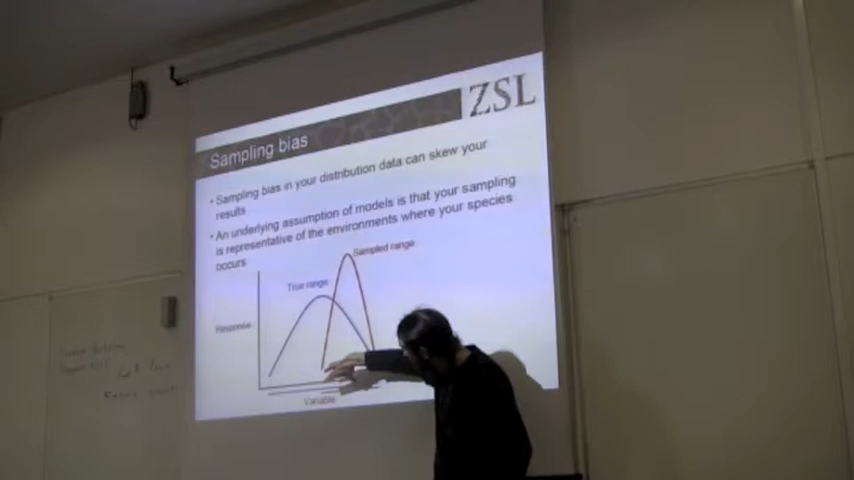 ZSL
Sampling bias
• Sampling bias in your distribution data can skew your
results
• An underlying assumption of models is that your sampling
is representative of the environments where your species
occurs
Sampled range
True range
Response
Variable